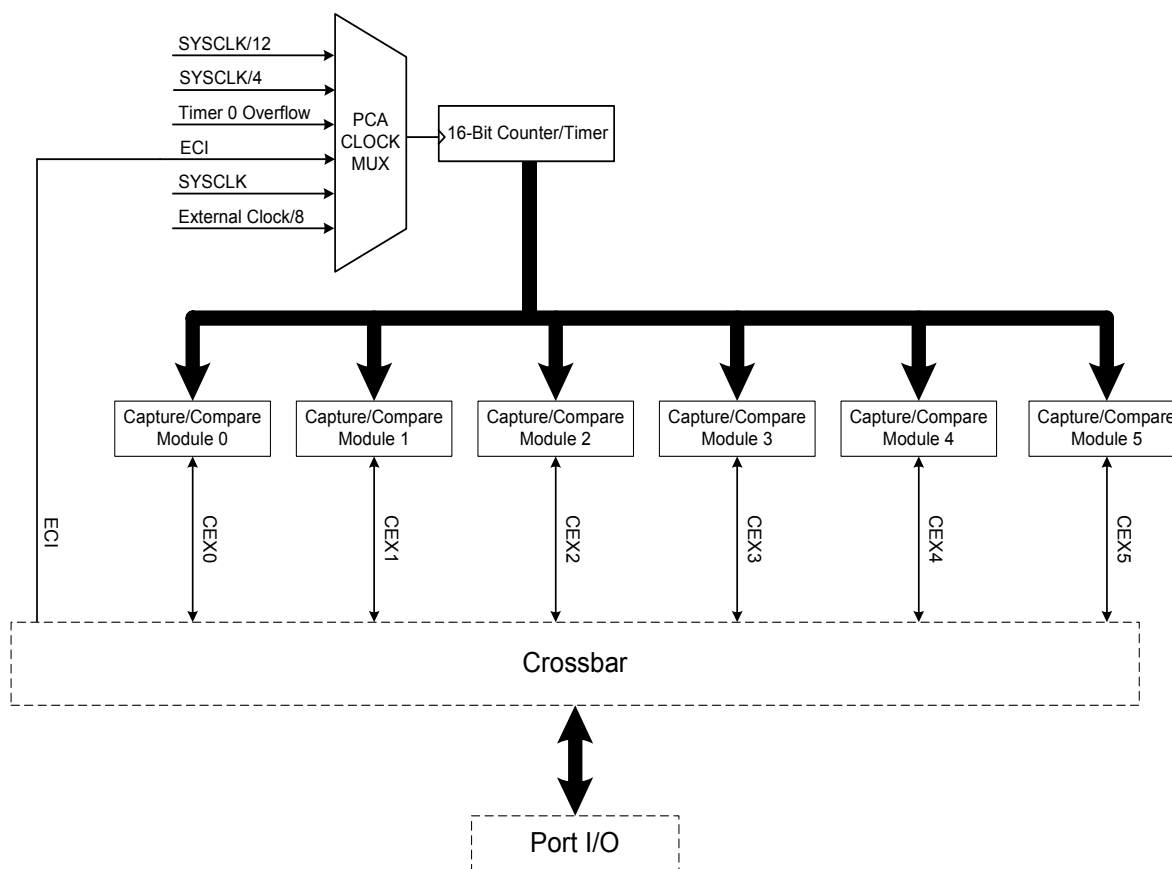 SYSCLK/12
SYSCLK/4
Timer 0 Overflow
ECI
SYSCLK
External Clock/8
PCA
CLOCK
MUX
16-Bit Counter/Timer
Capture/Compare
Module 0
Capture/Compare
Module 1
Capture/Compare
Module 2
Capture/Compare
Module 3
Capture/Compare
Module 4
Capture/Compare
Module 5
ECI
CEX0
CEX1
CEX2
CEX3
CEX4
CEX5
Crossbar
Port I/O